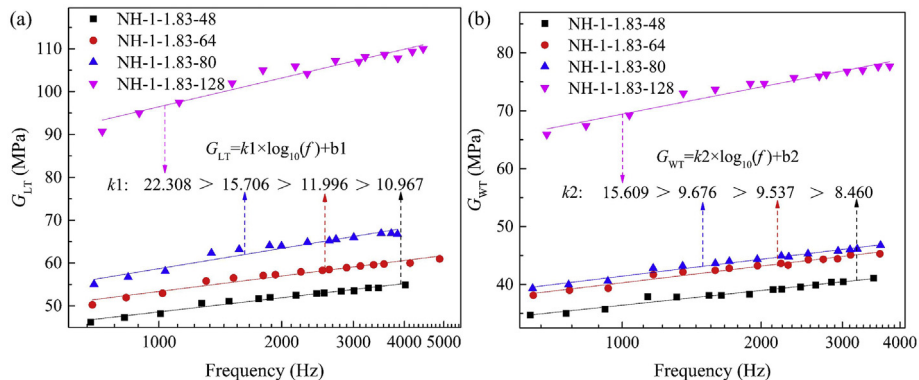 (a)
NH-1-1.83-48
NH-1-1.83-64
NH-1-1.83-80
NH-1-1.83-128
G_LT=k1×log₁₀(f)+b1
k1: 22.308 > 15.706 > 11.996 > 10.967
110
100
90
80
70
60
50
G_LT (MPa)
1000 2000 3000 4000 5000
Frequency (Hz)
(b)
NH-1-1.83-48
NH-1-1.83-64
NH-1-1.83-80
NH-1-1.83-128
G_WT=k2×log₁₀(f)+b2
k2: 15.609 > 9.676 > 9.537 > 8.460
80
70
60
50
40
G_WT (MPa)
1000 2000 3000 4000
Frequency (Hz)